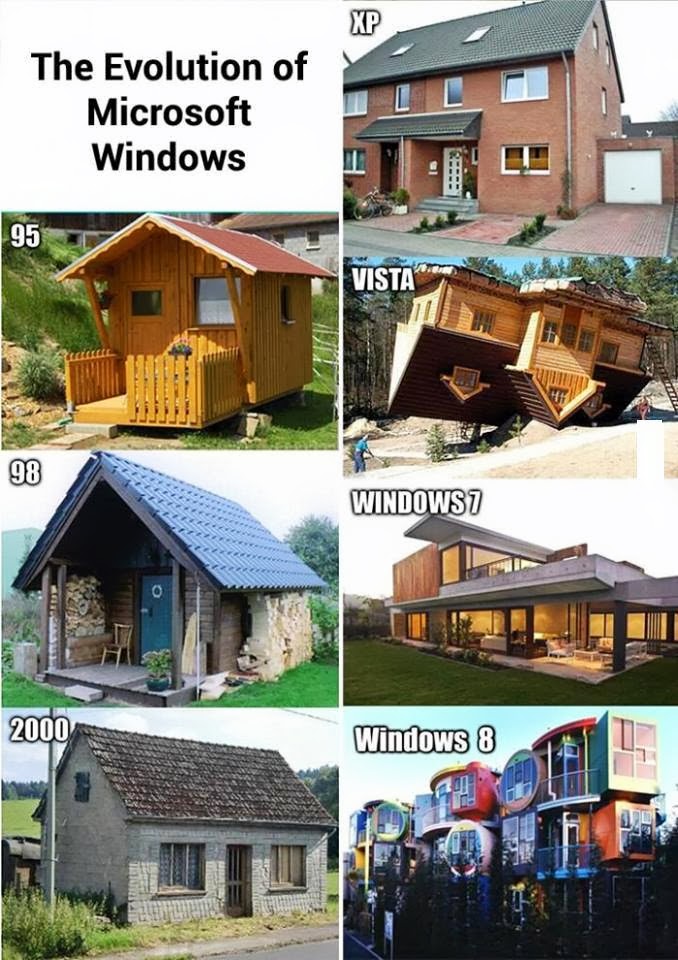 The Evolution of
Microsoft
Windows
95
98
2000
XP
VISTA
WINDOWS 7
Windows 8